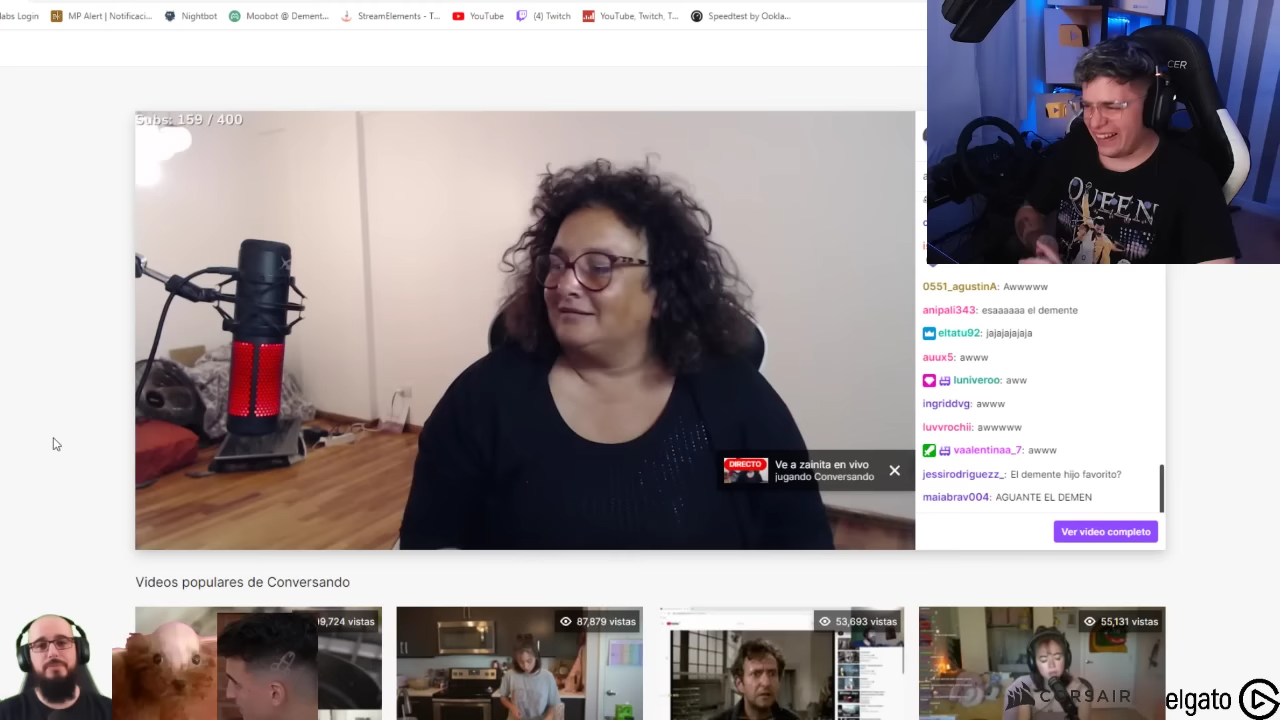 labs Login
MP Alert | Notificaci...
Nightbot
Moobot @ Dement...
StreamElements - T...
YouTube
(4) Twitch
YouTube, Twitch, T...
Speedtest by Ookla...
Subs: 159 / 400
CER
QUEEN
0551_agustinA: Awwwww
anipali343: esaaaaaa el demente
eltatu92: jajajajajaja
auux5: awww
luniveroo: aww
ingriddvg: awww
luvvrochii: awwwww
vaalentinaa_7: awww
jessirodriguezz_: El demente hijo favorito?
maiabrav004: AGUANTE EL DEMEN
DIRECTO
Ve a zainita en vivo
jugando Conversando
Ver video completo
Videos populares de Conversando
9,724 vistas
87,879 vistas
53,693 vistas
55,131 vistas
CORSAIR
elgato